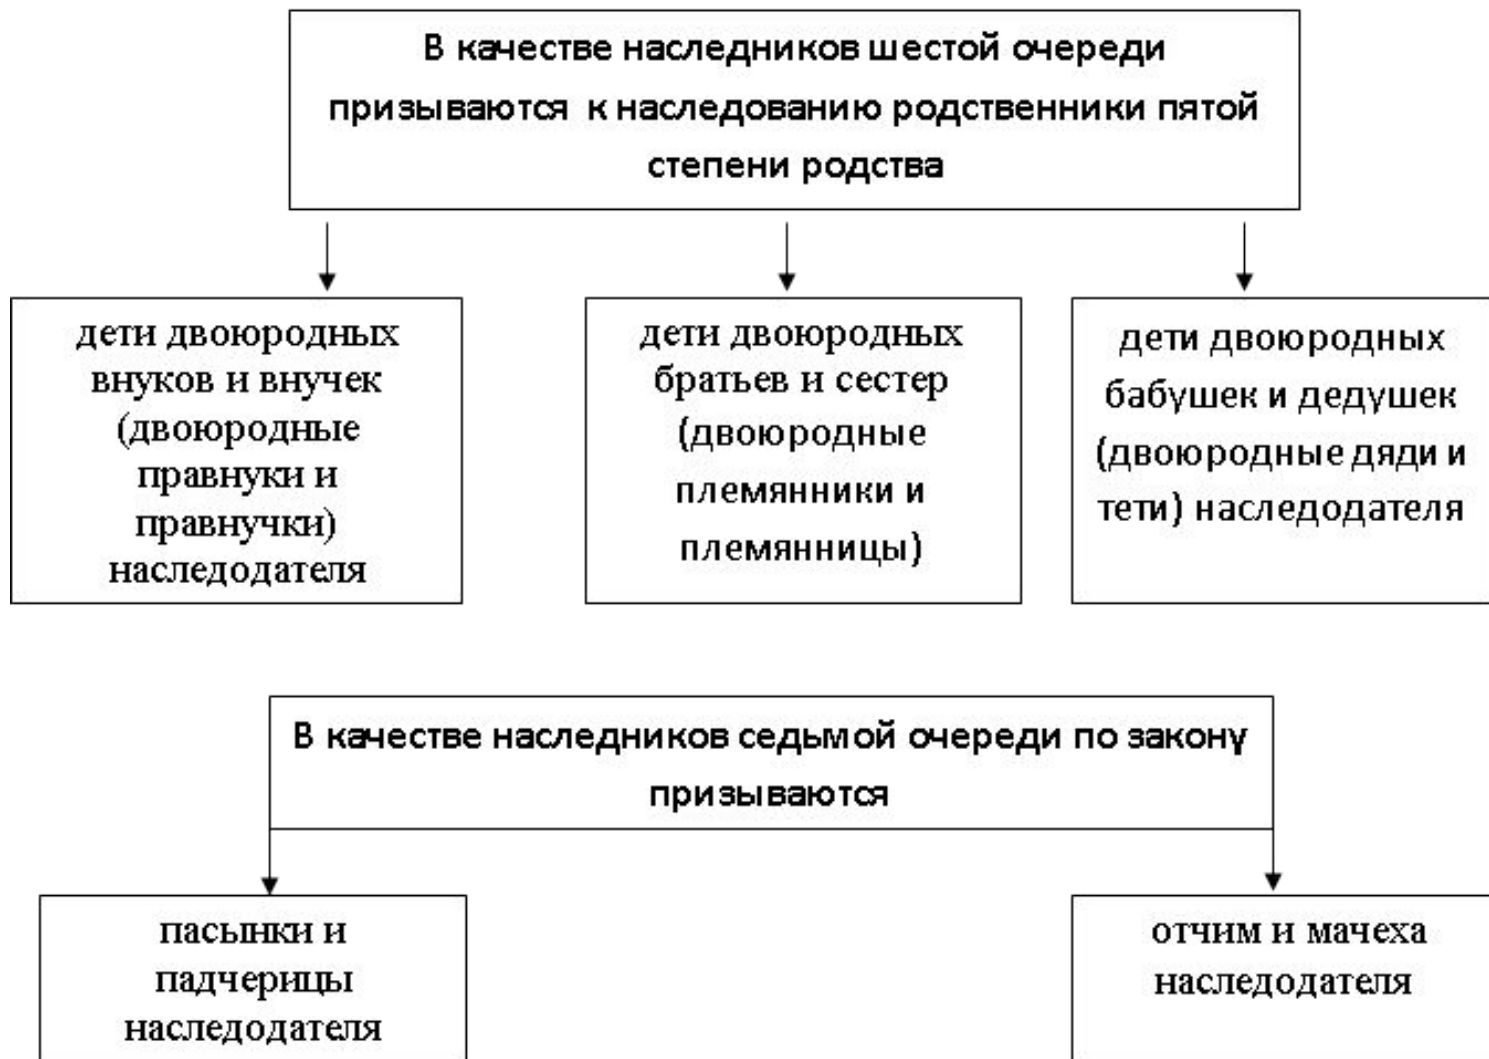 В качестве наследников шестой очереди
призываются к наследованию родственники пятой
степени родства
дети двоюродных
внуков и внучек
(двоюродные
правнуки и
правнучки)
наследодателя
дети двоюродных
братьев и сестер
(двоюродные
племянники и
племянницы)
дети двоюродных
бабушек и дедушек
(двоюродные дяди и
тети) наследодателя
В качестве наследников седьмой очереди по закону
призываются
пасынки и
падчерицы
наследодателя
отчим и мачеха
наследодателя